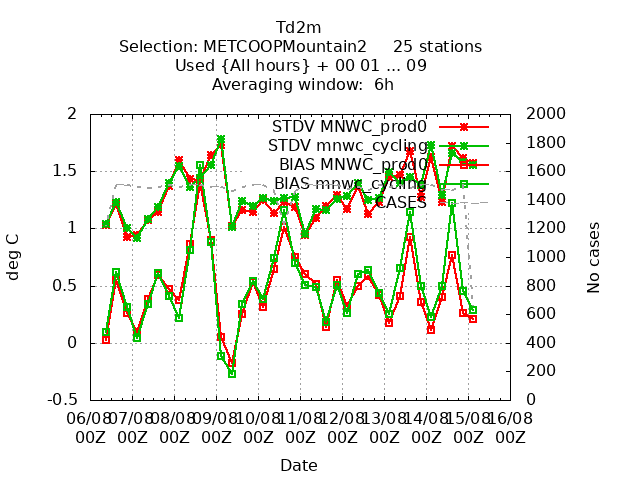 Td2m
Selection: METCOOPMountain2 25 stations
Used {All hours} + 00 01 ... 09
Averaging window: 6h
STDV MNWC_prod0
STDV mnwc_cycling
BIAS MNWC_prod0
BIAS mnwc_cycling
CASES
deg C
2
1.5
1
0.5
0
-0.5
No cases
2000
1800
1600
1400
1200
1000
800
600
400
200
0
06/08 07/08 08/08 09/08 10/08 11/08 12/08 13/08 14/08 15/08 16/08
00Z 00Z 00Z 00Z 00Z 00Z 00Z 00Z 00Z 00Z 00Z
Date